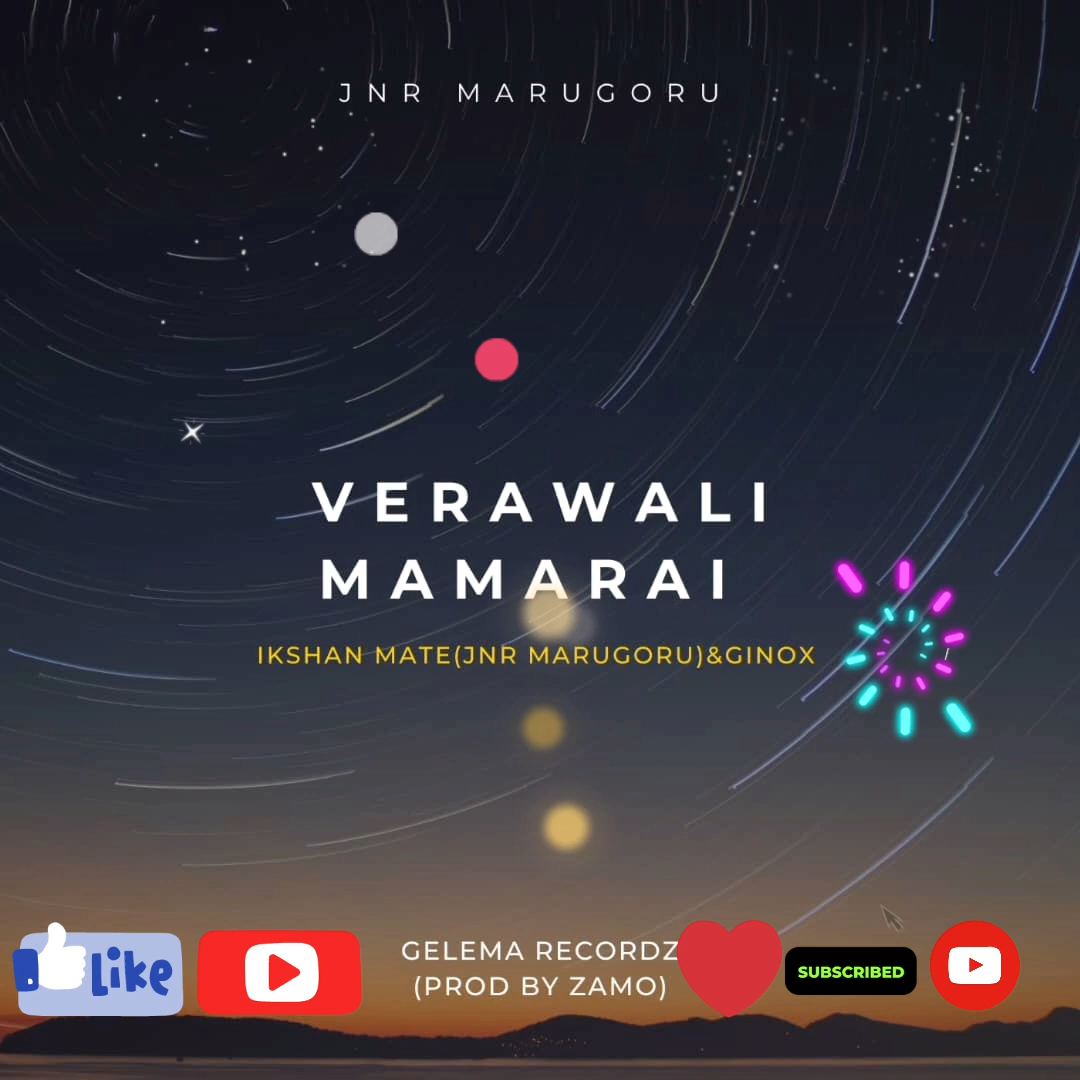 JNR MARUGORU
VERAWALI
MAMARAI
IKSHAN MATE(JNR MARUGORU)&GINOX
GELEMA RECORDZ
(PROD BY ZAMO)
Like
SUBSCRIBED